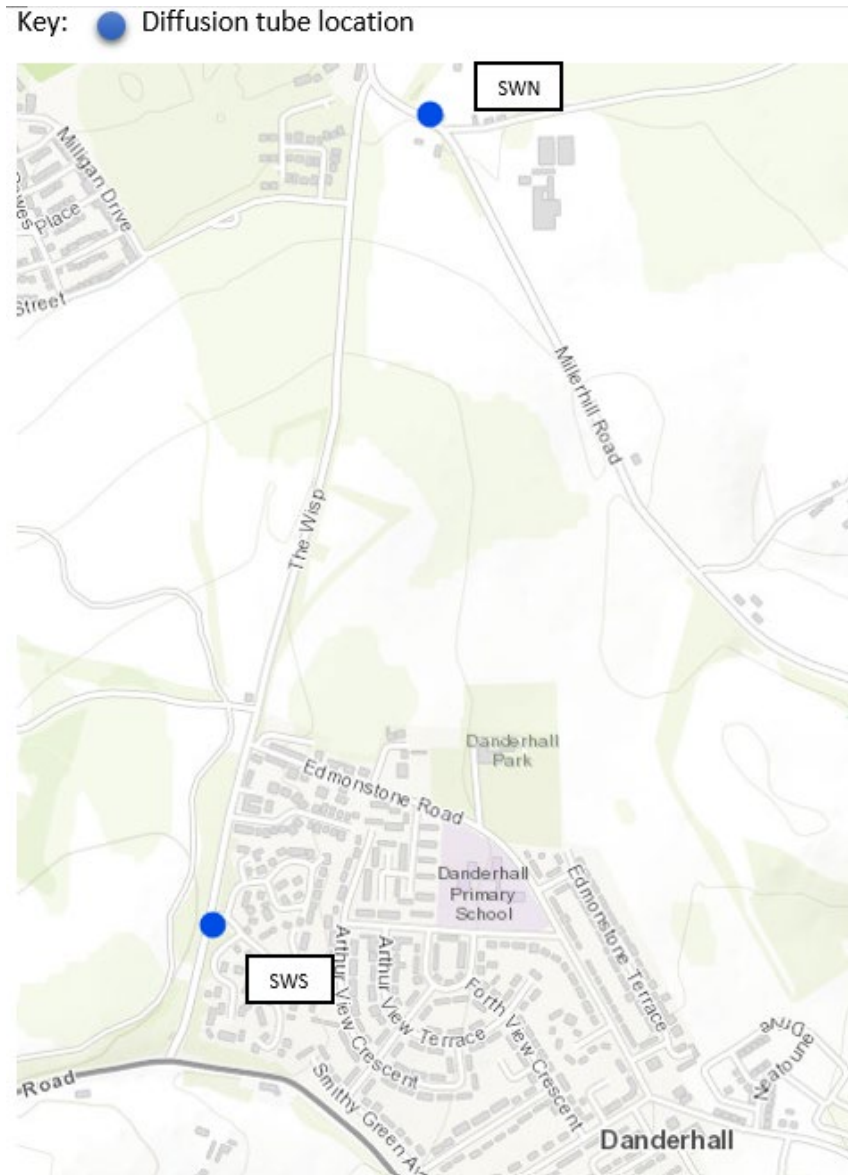 Key: Diffusion tube location
SWN
Milligan Drive
Place
Street
Millerhill Road
The Wisp
Danderhall
Park
Edmonstone Road
Danderhall
Primary
School
Edmonstone Terrace
SWS
Arthur View Crescent
Arthur View Terrace
Forth View Crescent
Smithy Green
Road
Drive
Danderhall